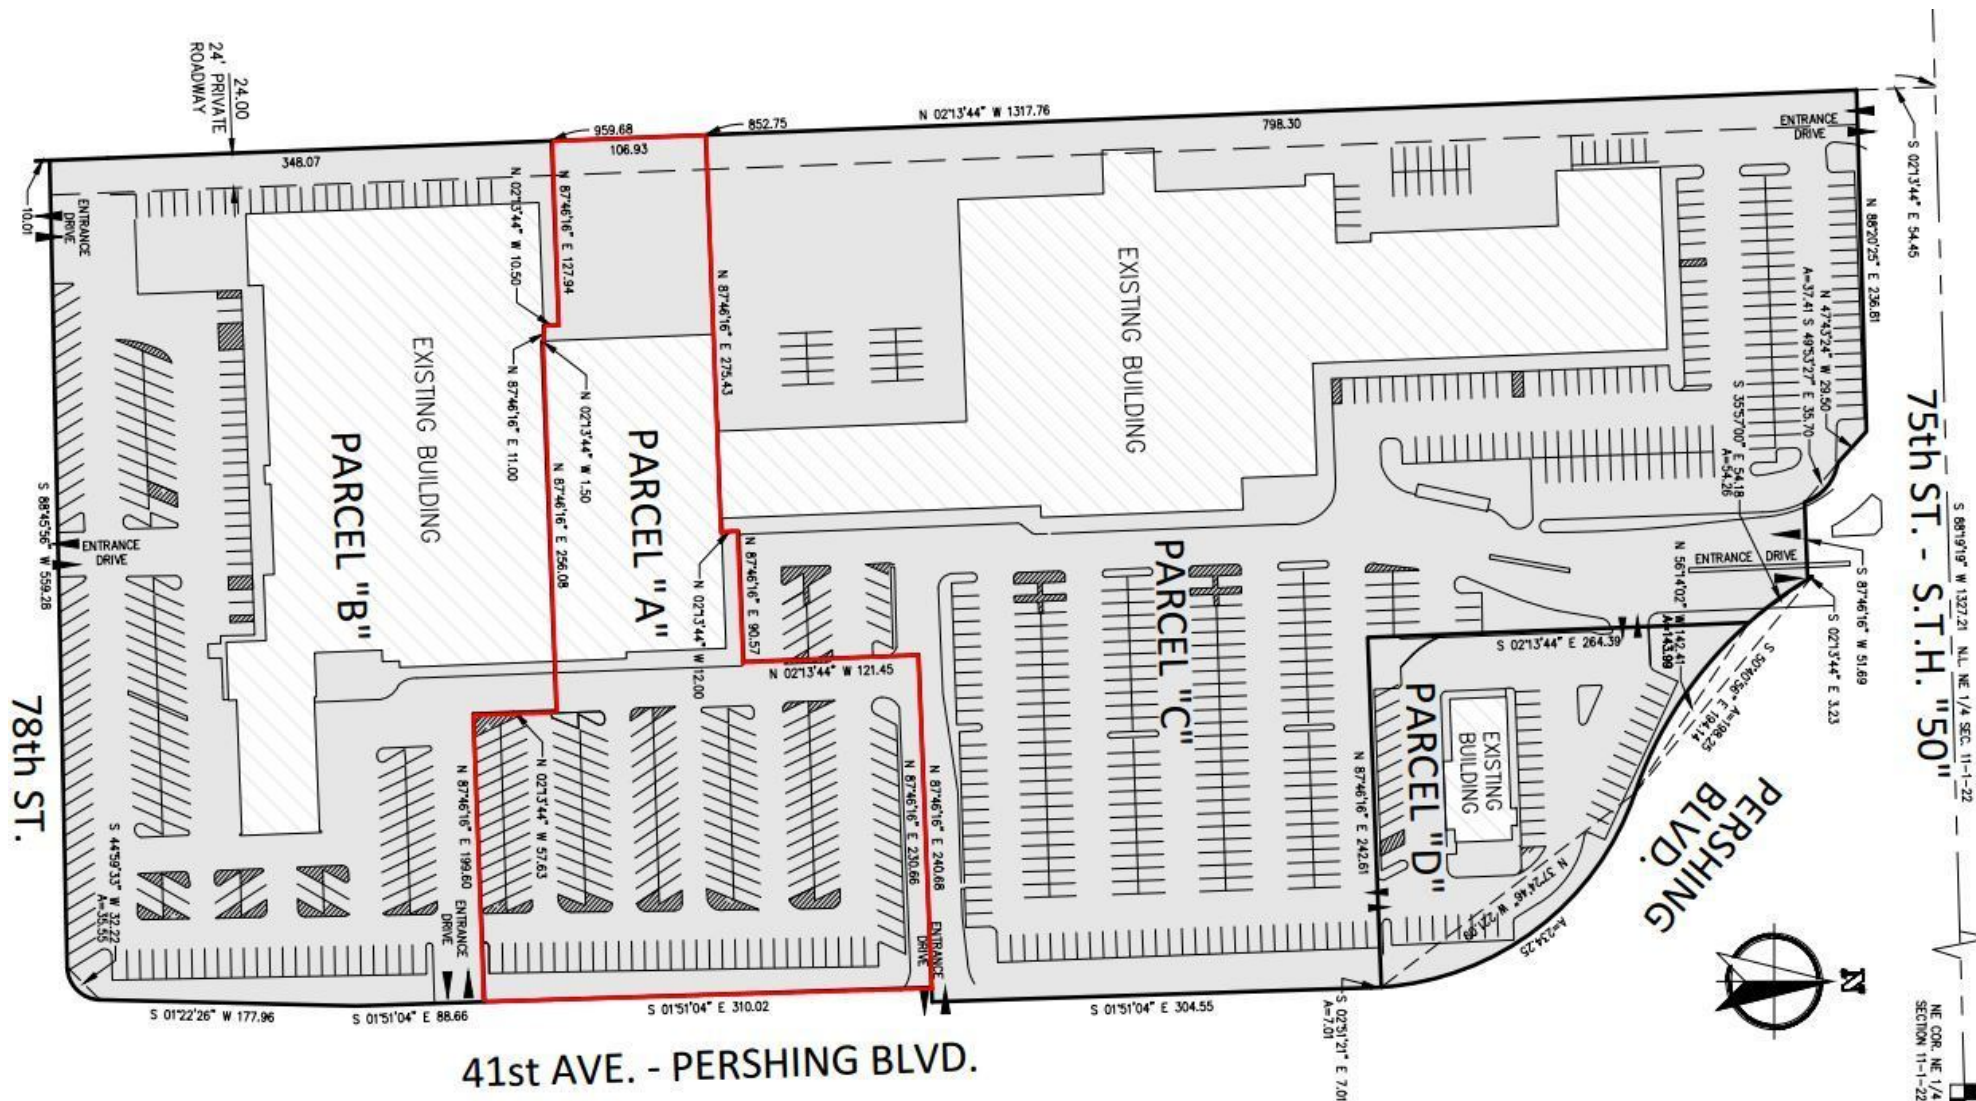 24.00
24' PRIVATE
ROADWAY
348.07
959.68
106.93
852.75
N 02°13'44" W 1317.76
798.30
ENTRANCE
DRIVE
S 02°13'44" E 54.45
10.01
ENTRANCE
DRIVE
N 02°13'44" W 10.50
N 87°46'16" E 127.94
N 87°46'16" E 275.43
N 88°20'25" E 236.81
N 47°43'24" W 29.50
A=37.41 S 49°53'27" E 35.70
S 35°57'00" E 54.18
A=54.26
EXISTING BUILDING
PARCEL "B"
N 87°46'16" E 11.00
N 02°13'44" W 1.50
N 87°46'16" E 256.08
PARCEL "A"
EXISTING BUILDING
75th ST. - S.T.H. "50"
S 88°19'19" W 1327.21 N.L. NE 1/4 SEC. 11-1-22
S 88°45'56" W 559.28
ENTRANCE
DRIVE
N 87°46'16" E 90.57
N 02°13'44" W 12.00
N 02°13'44" W 121.45
PARCEL "C"
N 56°14'02" W 142.41
A=143.99
ENTRANCE DRIVE
S 87°46'16" W 51.69
S 02°13'44" E 3.23
S 02°13'44" E 264.39
S 50°40'56" E 194.14
A=198.25
PARCEL "D"
EXISTING
BUILDING
78th ST.
N 87°46'16" E 199.60
N 02°13'44" W 57.63
N 87°46'16" E 230.66
N 87°46'16" E 240.68
N 87°46'16" E 242.61
PERSHING
BLVD.
S 44°59'33" W 32.22
A=35.55
ENTRANCE
DRIVE
ENTRANCE
DRIVE
A=234.25
N
S 01°22'26" W 177.96
S 01°51'04" E 88.66
S 01°51'04" E 310.02
S 01°51'04" E 304.55
S 02°51'21" E 7.01
A=7.01
NE COR. NE 1/4
SECTION 11-1-22
41st AVE. - PERSHING BLVD.